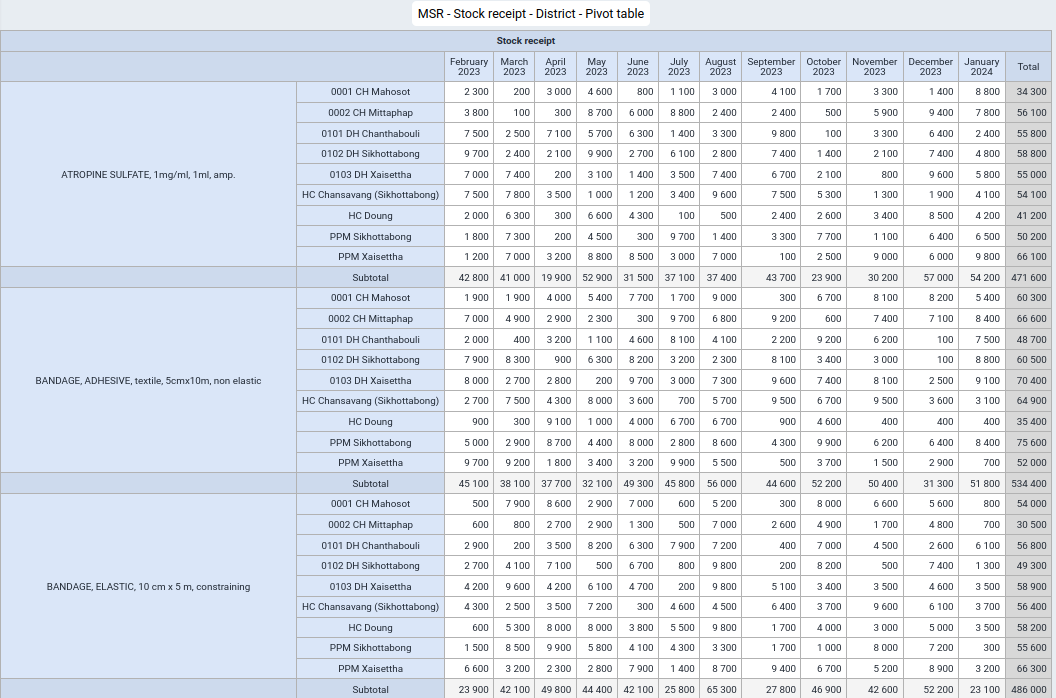 MSR - Stock receipt - District - Pivot table
Stock receipt
February 2023 March 2023 April 2023 May 2023 June 2023 July 2023 August 2023 September 2023 October 2023 November 2023 December 2023 January 2024 Total
ATROPINE SULFATE, 1mg/ml, 1ml, amp.
0001 CH Mahosot 2 300 200 3 000 4 600 800 1 100 3 000 4 100 1 700 3 300 1 400 8 800 34 300
0002 CH Mittaphap 3 800 100 300 8 700 6 000 8 800 2 400 2 400 500 5 900 9 400 7 800 56 100
0101 DH Chanthabouli 7 500 2 500 7 100 5 700 6 300 1 400 3 300 9 800 100 3 300 6 400 2 400 55 800
0102 DH Sikhottabong 9 700 2 400 2 100 9 900 2 700 6 100 2 800 7 400 1 400 2 100 7 400 4 800 58 800
0103 DH Xaisettha 7 000 7 400 200 3 100 1 400 3 500 7 400 6 700 2 100 800 9 600 5 800 55 000
HC Chansavang (Sikhottabong) 7 500 7 800 3 500 1 000 1 200 3 400 9 600 7 500 5 300 1 300 1 900 4 100 54 100
HC Doung 2 000 6 300 300 6 600 4 300 100 500 2 400 2 600 3 400 8 500 4 200 41 200
PPM Sikhottabong 1 800 7 300 200 4 500 300 9 700 1 400 3 300 7 700 1 100 6 400 6 500 50 200
PPM Xaisettha 1 200 7 000 3 200 8 800 8 500 3 000 7 000 100 2 500 9 000 6 000 9 800 66 100
Subtotal 42 800 41 000 19 900 52 900 31 500 37 100 37 400 43 700 23 900 30 200 57 000 54 200 471 600
BANDAGE, ADHESIVE, textile, 5cmx10m, non elastic
0001 CH Mahosot 1 900 1 900 4 000 5 400 7 700 1 700 9 000 300 6 700 8 100 8 200 5 400 60 300
0002 CH Mittaphap 7 000 4 900 2 900 2 300 300 9 700 6 800 9 200 600 7 400 7 100 8 400 66 600
0101 DH Chanthabouli 2 000 400 3 200 1 100 4 600 8 100 4 100 2 200 9 200 6 200 100 7 500 48 700
0102 DH Sikhottabong 7 900 8 300 900 6 300 8 200 3 200 2 300 8 100 3 400 3 000 100 8 800 60 500
0103 DH Xaisettha 8 000 2 700 2 800 200 9 700 3 000 7 300 9 600 7 400 8 100 2 500 9 100 70 400
HC Chansavang (Sikhottabong) 2 700 7 500 4 300 8 000 3 600 700 5 700 9 500 6 700 9 500 3 600 3 100 64 900
HC Doung 900 300 9 100 1 000 4 000 6 700 6 700 900 4 600 400 400 400 35 400
PPM Sikhottabong 5 000 2 900 8 700 4 400 8 000 2 800 8 600 4 300 9 900 6 200 6 400 8 400 75 600
PPM Xaisettha 9 700 9 200 1 800 3 400 3 200 9 900 5 500 500 3 700 1 500 2 900 700 52 000
Subtotal 45 100 38 100 37 700 32 100 49 300 45 800 56 000 44 600 52 200 50 400 31 300 51 800 534 400
BANDAGE, ELASTIC, 10 cm x 5 m, constraining
0001 CH Mahosot 500 7 900 8 600 2 900 7 000 600 5 200 300 8 000 6 600 5 600 800 54 000
0002 CH Mittaphap 600 800 2 700 2 900 1 300 500 7 000 2 600 4 900 1 700 4 800 700 30 500
0101 DH Chanthabouli 2 900 200 3 500 8 200 6 300 7 900 7 200 400 7 000 4 500 2 600 6 100 56 800
0102 DH Sikhottabong 2 700 4 100 7 100 500 6 700 800 9 800 200 8 200 500 7 400 1 300 49 300
0103 DH Xaisettha 4 200 9 600 4 200 6 100 4 700 200 9 800 5 100 3 400 3 500 4 600 3 500 58 900
HC Chansavang (Sikhottabong) 4 300 2 500 3 500 7 200 300 4 600 4 500 6 400 3 700 9 600 6 100 3 700 56 400
HC Doung 600 5 300 8 000 8 000 3 800 5 500 9 800 1 700 4 000 3 000 5 000 3 500 58 200
PPM Sikhottabong 1 500 8 500 9 900 5 800 4 100 4 300 3 300 1 700 1 000 8 000 7 200 300 55 600
PPM Xaisettha 6 600 3 200 2 300 2 800 7 900 1 400 8 700 9 400 6 700 5 200 8 900 3 200 66 300
Subtotal 23 900 42 100 49 800 44 400 42 100 25 800 65 300 27 800 46 900 42 600 52 200 23 100 486 000